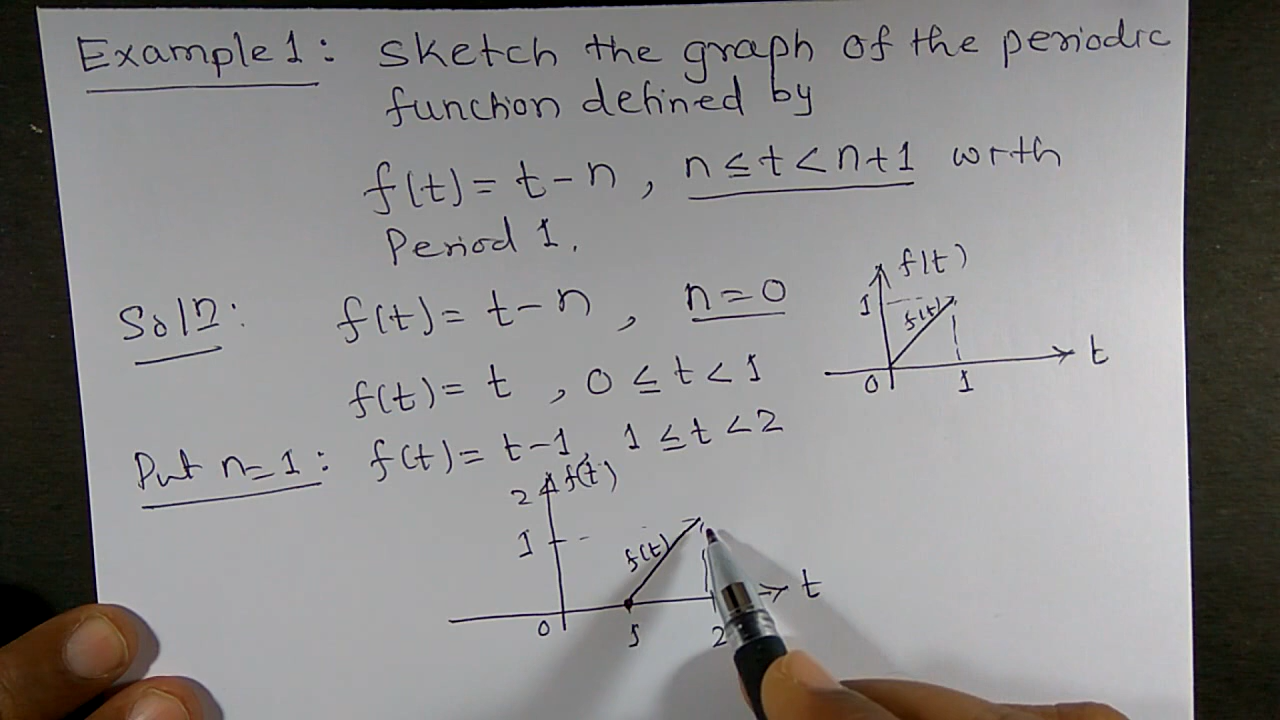 Example 1: Sketch the graph of the periodic
function defined by
f(t) = t - n , n ≤ t < n+1 with
Period 1.
Soln: f(t) = t - n , n = 0
f(t) = t , 0 ≤ t < 1
f(t)
1
f(t)
0 1 t
Put n=1: f(t) = t - 1, 1 ≤ t < 2
2 f(t)
1
f(t)
0 1 2 t